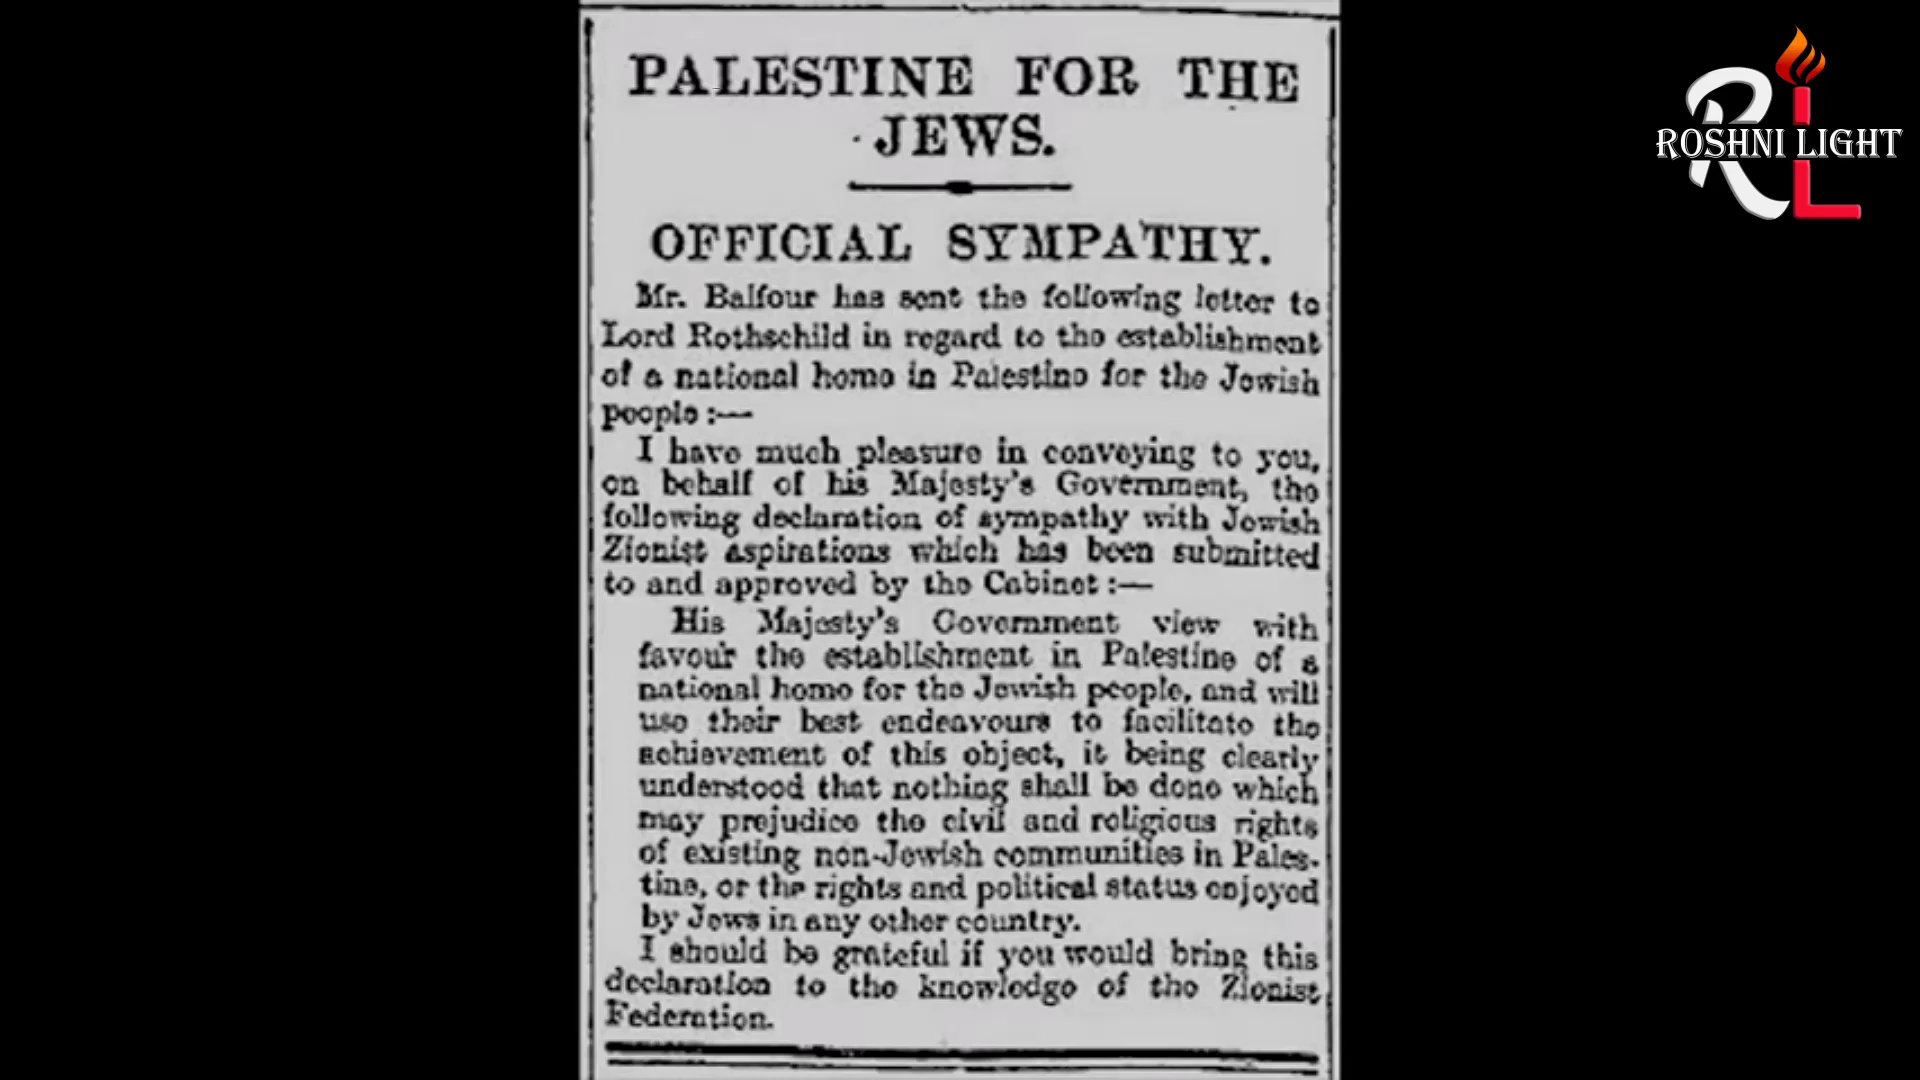 PALESTINE FOR THE
JEWS.
OFFICIAL SYMPATHY.
Mr. Balfour has sent the following letter to
Lord Rothschild in regard to the establishment
of a national home in Palestine for the Jewish
people :—
I have much pleasure in conveying to you,
on behalf of his Majesty's Government, the
following declaration of sympathy with Jewish
Zionist aspirations which has been submitted
to and approved by the Cabinet :—
His Majesty's Government view with
favour the establishment in Palestine of a
national home for the Jewish people, and will
use their best endeavours to facilitate the
achievement of this object, it being clearly
understood that nothing shall be done which
may prejudice the civil and religious rights
of existing non-Jewish communities in Pales-
tine, or the rights and political status enjoyed
by Jews in any other country.
I should be grateful if you would bring this
declaration to the knowledge of the Zionist
Federation.
RL
ROSHNI LIGHT